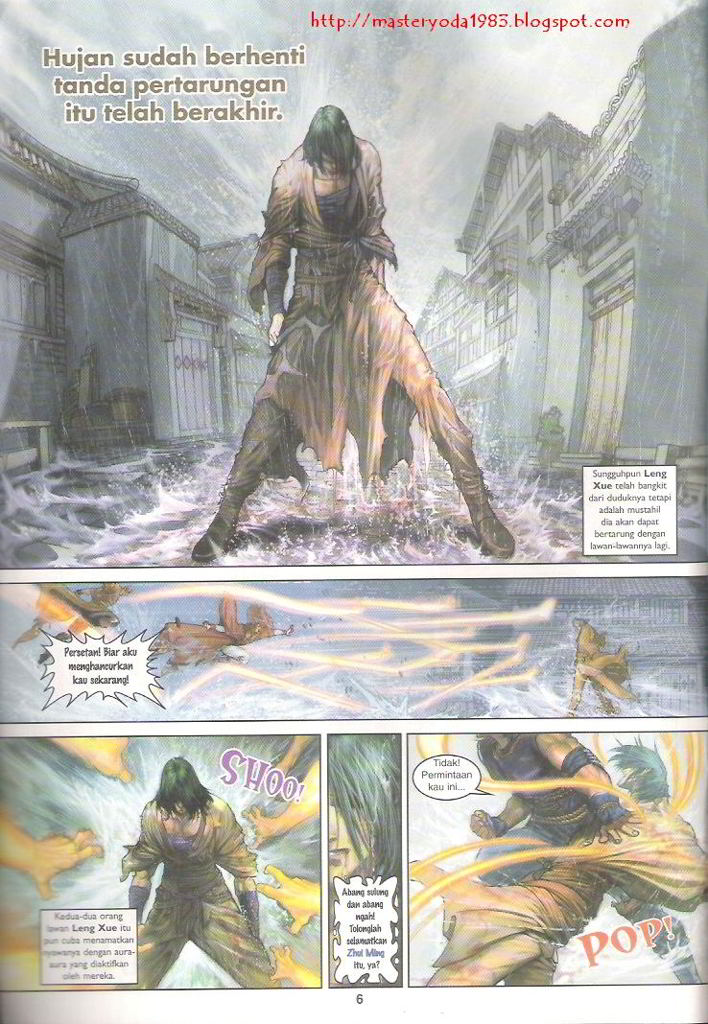 http://masteryoda1983.blogspot.com
Hujan sudah berhenti
tanda pertarungan
itu telah berakhir.
Sungguhpun Leng
Xue telah bangkit
dari duduknya tetapi
adalah mustahil
dia akan dapat
bertarung dengan
lawan-lawannya lagi.
Persetan! Biar aku
menghancurkan
kau sekarang!
SHOO!
Kedua-dua orang
lawan Leng Xue itu
pun cuba menamatkan
nyawanya dengan aura-
aura yang diaktifkan
oleh mereka.
Abang sulung
dan abang
ngah!
Tolonglah
selamatkan
Zhui Ming
itu, ya?
Tidak!
Permintaan
kau ini...
POP!
6